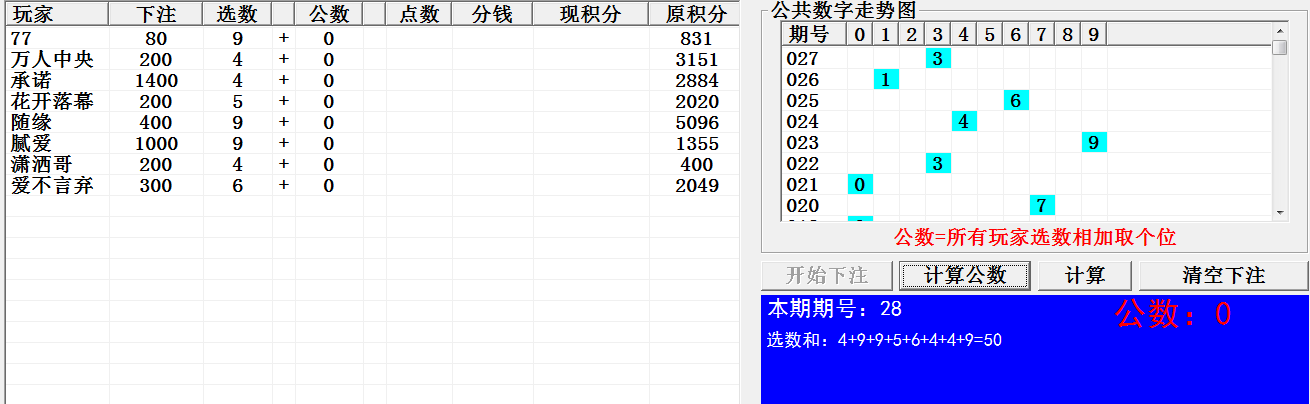 玩家 下注 选数 公数 点数 分钱 现积分 原积分
77 80 9 + 0 831
万人中央 200 4 + 0 3151
承诺 1400 4 + 0 2884
花开落幕 200 5 + 0 2020
随缘 400 9 + 0 5096
腻爱 1000 9 + 0 1355
潇洒哥 200 4 + 0 400
爱不言弃 300 6 + 0 2049
公共数字走势图
期号 0 1 2 3 4 5 6 7 8 9
027 3
026 1
025 6
024 4
023 9
022 3
021 0
020 7
公数=所有玩家选数相加取个位
开始下注 计算公数 计算 清空下注
本期期号：28 公数：0
选数和：4+9+9+5+6+4+4+9=50